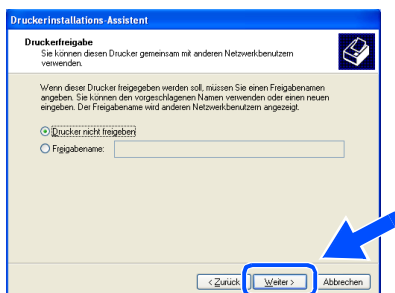 Druckerinstallations-Assistent
Druckerfreigabe
Sie können diesen Drucker gemeinsam mit anderen Netzwerkbenutzern
verwenden.
Wenn dieser Drucker freigegeben werden soll, müssen Sie einen Freigabenamen
angeben. Sie können den vorgeschlagenen Namen verwenden oder einen neuen
eingeben. Der Freigabename wird anderen Netzwerkbenutzern angezeigt.
Drucker nicht freigeben
Freigabename:
< Zurück Weiter > Abbrechen